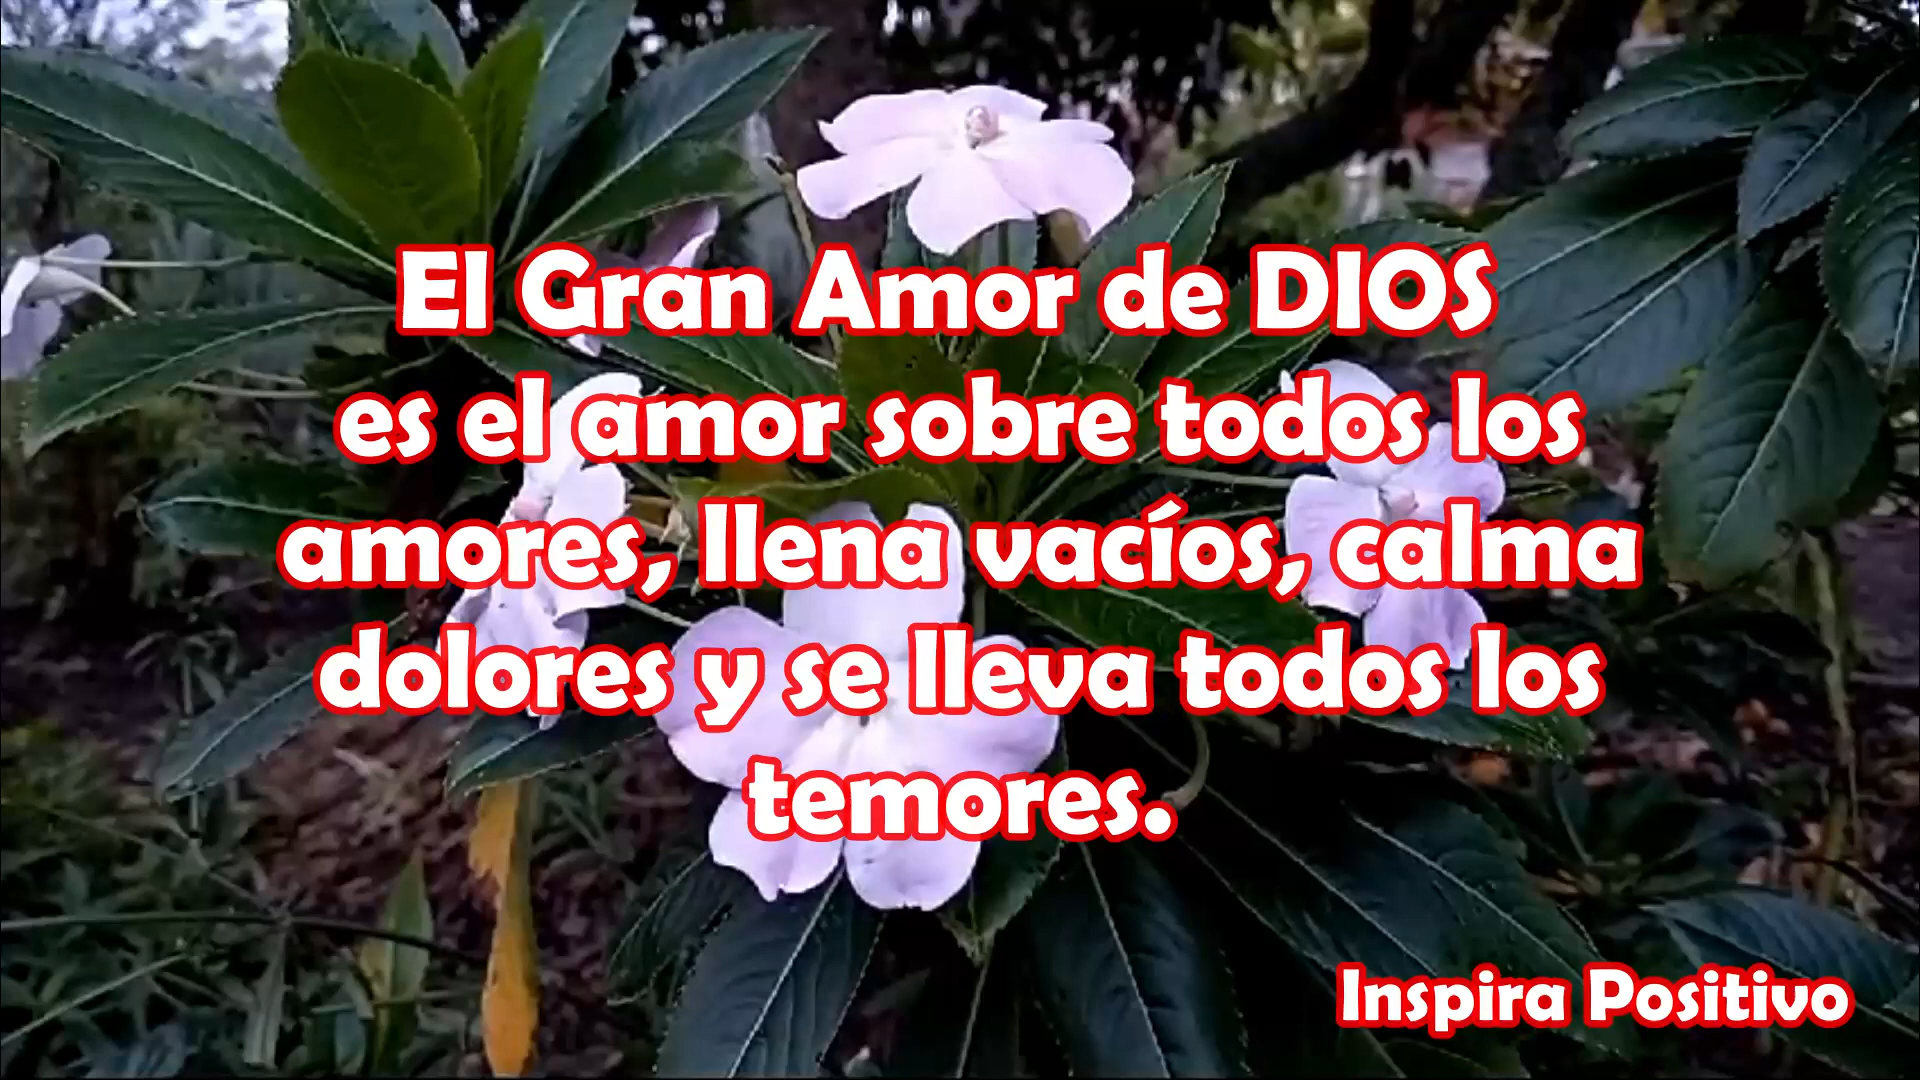 El Gran Amor de DIOS
es el amor sobre todos los
amores, llena vacíos, calma
dolores y se lleva todos los
temores.
Inspira Positivo